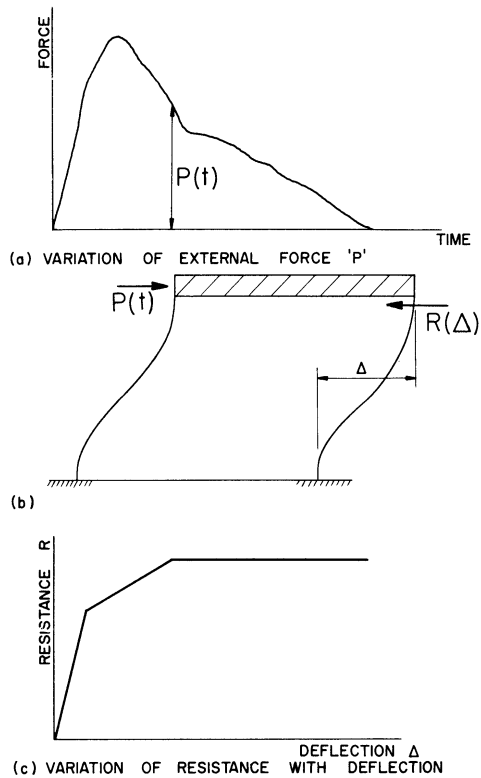 FORCE
P(t)
TIME
(a) VARIATION OF EXTERNAL FORCE 'P'
P(t)
R(Δ)
Δ
(b)
RESISTANCE R
DEFLECTION Δ
(c) VARIATION OF RESISTANCE WITH DEFLECTION